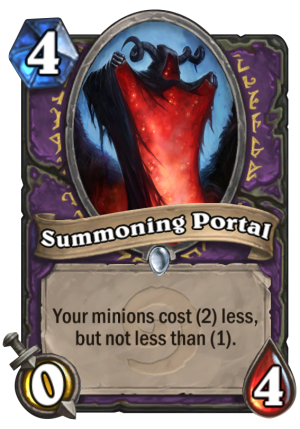 4
Summoning Portal
Your minions cost (2) less,
but not less than (1).
0
4